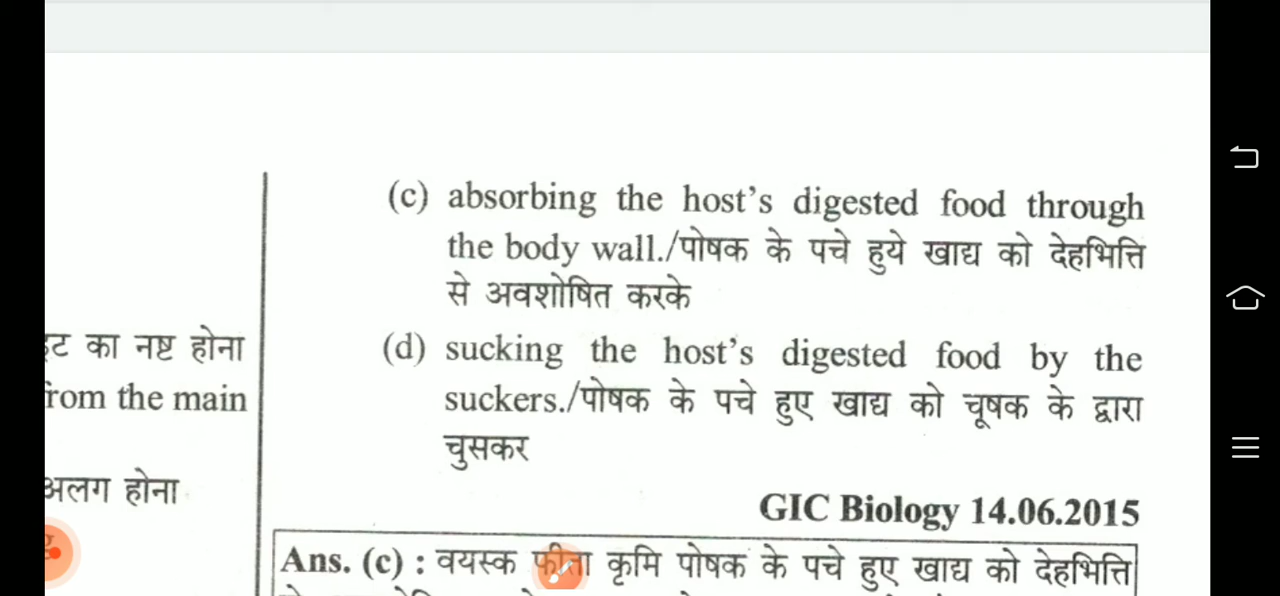 (c) absorbing the host's digested food through
the body wall./पोषक के पचे हुये खाद्य को देहभित्ति
से अवशोषित करके
का नष्ट होना
(d) sucking the host's digested food by the
from the main
suckers./पोषक के पचे हुए खाद्य को चूषक के द्वारा
चुसकर
अलग होना
GIC Biology 14.06.2015
Ans. (c) : वयस्क फीता कृमि पोषक के पचे हुए खाद्य को देहभित्ति